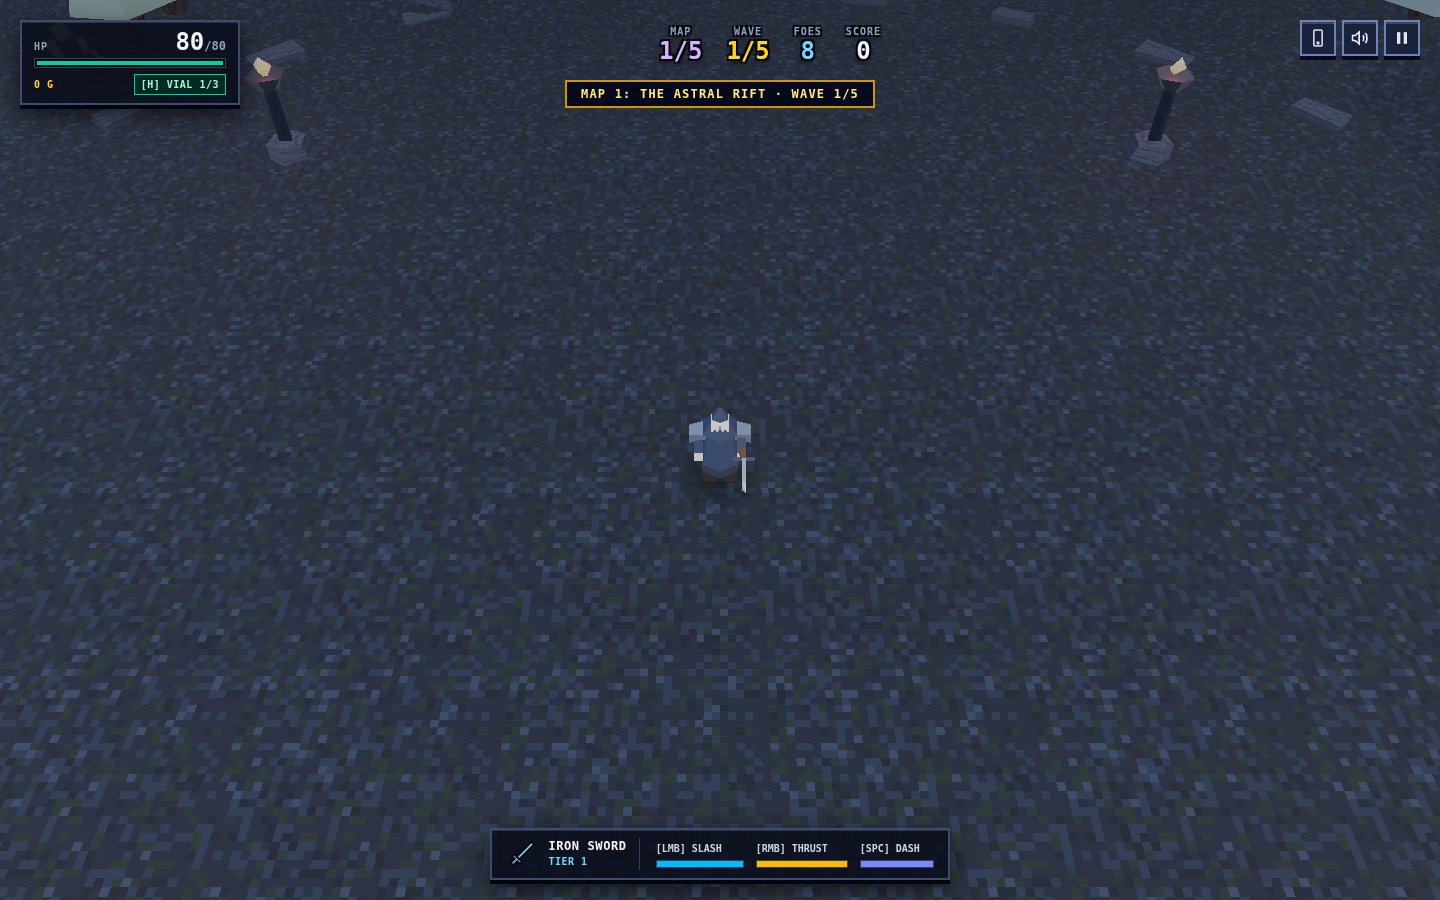 HP 80/80
0 G [H] VIAL 1/3
MAP WAVE FOES SCORE
1/5 1/5 8 0
MAP 1: THE ASTRAL RIFT · WAVE 1/5
IRON SWORD
TIER 1
[LMB] SLASH [RMB] THRUST [SPC] DASH